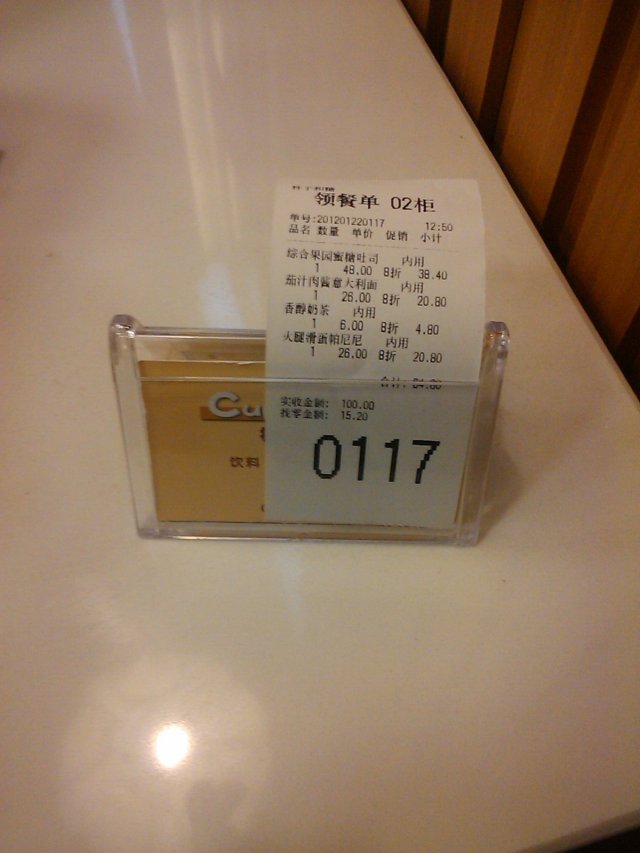 领餐单 02柜
单号:201201220117 12:50
品名 数量 单价 促销 小计
综合果园蜜糖吐司 内用
1 48.00 8折 38.40
茄汁肉酱意大利面 内用
1 26.00 8折 20.80
香醇奶茶 内用
1 6.00 8折 4.80
火腿滑蛋帕尼尼 内用
1 26.00 8折 20.80
合计: 84.80
实收金额: 100.00
找零金额: 15.20
0117
Cu
饮料